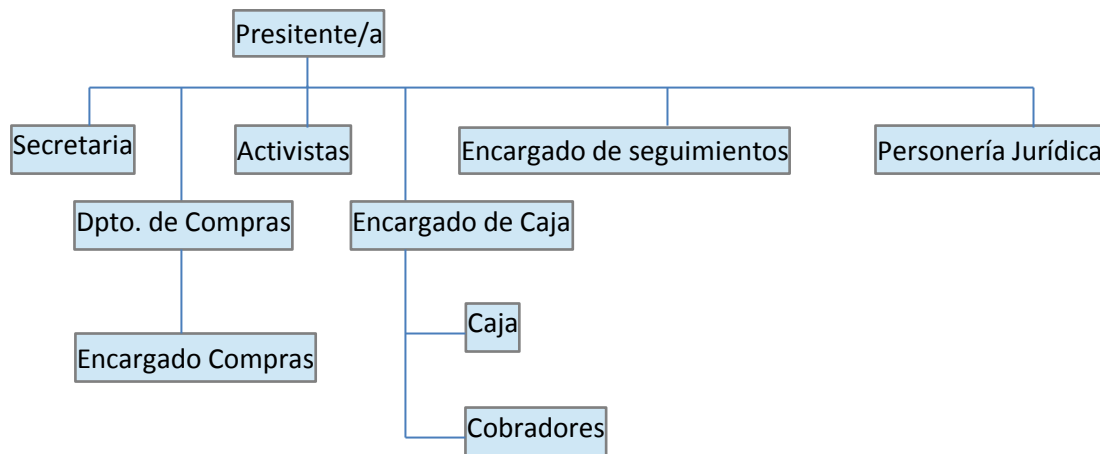 Presitente/a
Secretaria
Activistas
Encargado de seguimientos
Personería Jurídica
Dpto. de Compras
Encargado de Caja
Caja
Encargado Compras
Cobradores